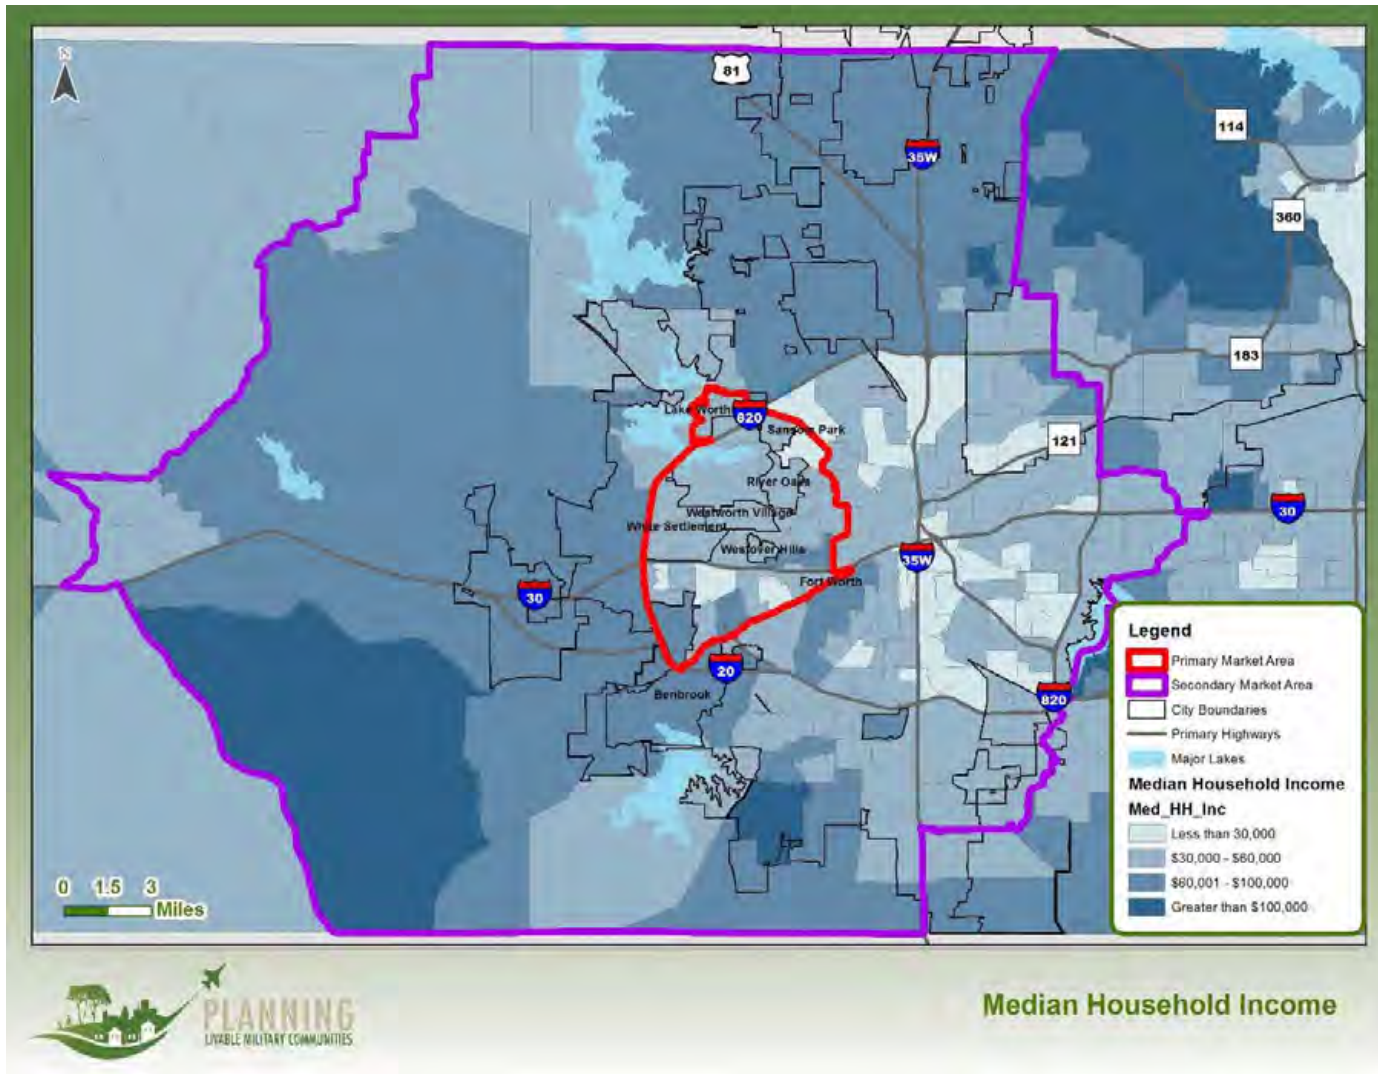 N
81
35W
114
360
183
Lake Worth
820
Sansom Park
121
River Oaks
Westworth Village
White Settlement
Westover Hills
30
35W
Fort Worth
30
20
Benbrook
820
0 1.5 3
Miles
Legend
Primary Market Area
Secondary Market Area
City Boundaries
Primary Highways
Major Lakes
Median Household Income
Med_HH_Inc
Less than 30,000
$30,000 - $60,000
$60,001 - $100,000
Greater than $100,000
PLANNING
LIVABLE MILITARY COMMUNITIES
Median Household Income